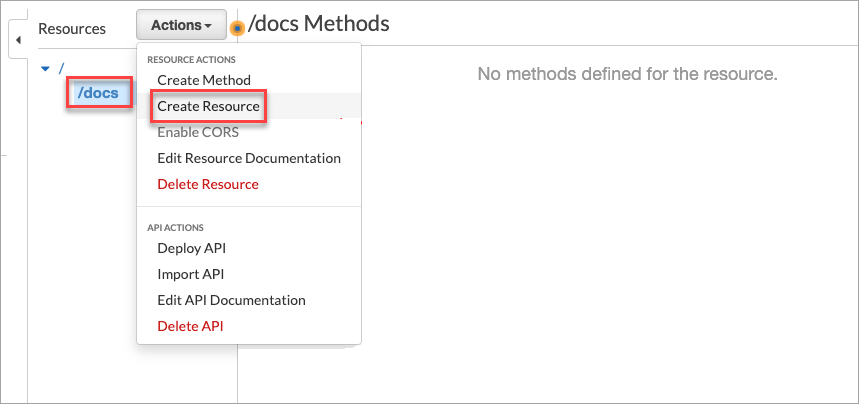 Resources
Actions
/docs Methods
/
/docs
RESOURCE ACTIONS
Create Method
Create Resource
Enable CORS
Edit Resource Documentation
Delete Resource
API ACTIONS
Deploy API
Import API
Edit API Documentation
Delete API
No methods defined for the resource.